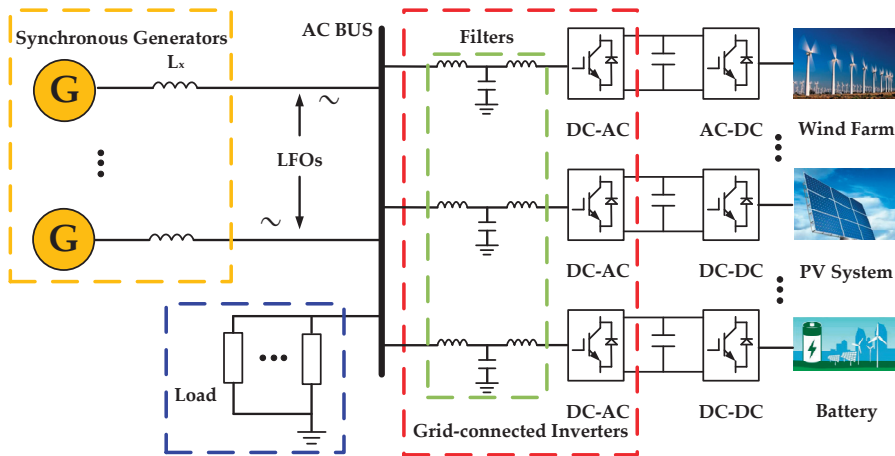 Synchronous Generators
Lx
G
G
LFOs
AC BUS
Load
Filters
DC-AC
AC-DC
Wind Farm
DC-AC
DC-DC
PV System
DC-AC
DC-DC
Battery
Grid-connected Inverters